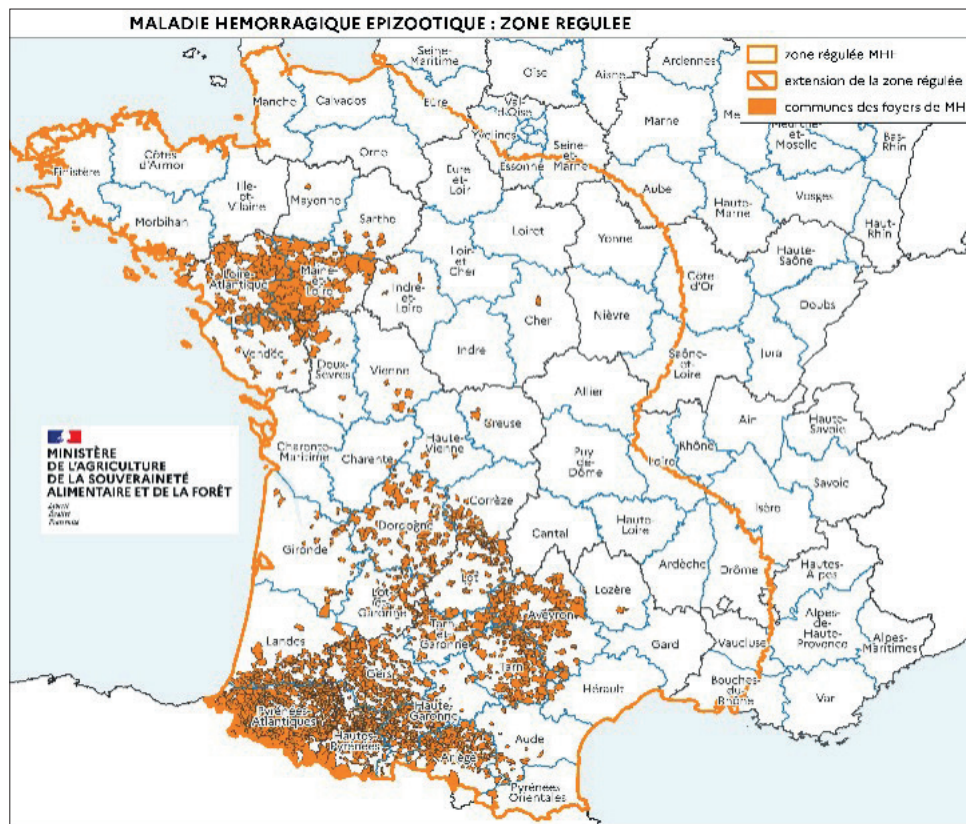 MALADIE HEMORRAGIQUE EPIZOOTIQUE : ZONE REGULEE
zone régulée MHE
extension de la zone régulée
communes des foyers de MH
Seine-
Maritime
Oise
Aisne
Ardennes
Manche
Calvados
Eure
Val-
d'Oise
Yvelines
Marne
Meurthe-
et-
Moselle
Bas-
Rhin
Finistère
Côtes
d'Armor
Orne
Essonne
Seine-
et-
Marne
Ille-
et-
Vilaine
Mayenne
Eure
et-
Loir
Aube
Vosges
Morbihan
Sarthe
Haute-
Marne
Haut-
Rhin
Loiret
Yonne
Loir
et-
Cher
Haute-
Saône
Loire-
Atlantique
Maine-
et-
Loire
Indre-
et-
Loire
Côte
d'Or
Doubs
Cher
Nièvre
Vendée
Deux-
Sèvres
Vienne
Indre
Saône-
et-
Loire
Jura
Allier
Ain
Haute-
Savoie
Creuse
Rhône
Charente-
Maritime
Charente
Haute-
Vienne
Puy
de-
Dôme
Loire
Savoie
Corrèze
Isère
Dordogne
Cantal
Haute-
Loire
Gironde
Ardèche
Drôme
Hautes-
Alpes
Lot
Lozère
Lot
et-
Garonne
Aveyron
Tarn
et-
Garonne
Vaucluse
Alpes-
de-
Haute-
Provence
Alpes-
Maritimes
Landes
Gard
Tarn
Gers
Hérault
Bouches-
du-
Rhône
Var
Pyrénées
Atlantiques
Haute-
Garonne
Hautes-
Pyrénées
Aude
Ariège
Pyrénées
Orientales
MINISTÈRE
DE L'AGRICULTURE
DE LA SOUVERAINETÉ
ALIMENTAIRE ET DE LA FORÊT
Liberté
Égalité
Fraternité